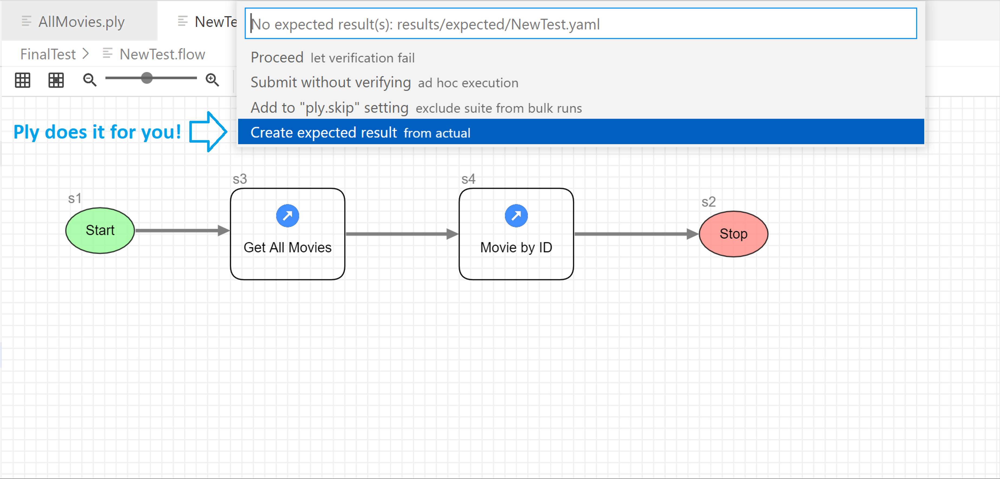 AllMovies.ply
NewTe
No expected result(s): results/expected/NewTest.yaml
FinalTest > NewTest.flow
Proceed let verification fail
Submit without verifying ad hoc execution
Add to "ply.skip" setting exclude suite from bulk runs
Ply does it for you!
Create expected result from actual
s1
Start
s3
Get All Movies
s4
Movie by ID
s2
Stop